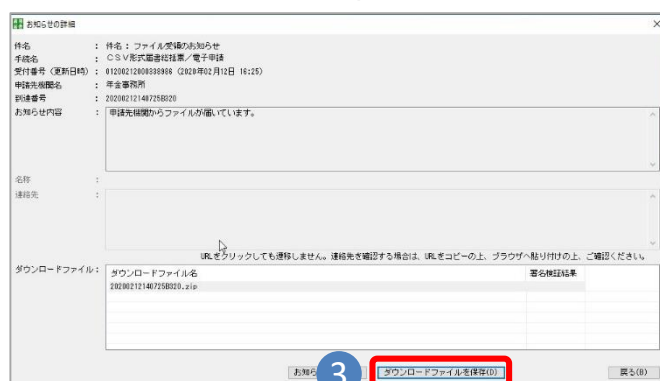 お知らせの詳細
件名 : 件名：ファイル受領のお知らせ
手続名 : CSV形式届書総括票／電子申請
受付番号（更新日時） : 01200212000338986（2020年02月12日 16:25）
申請先機関名 : 年金事務所
到達番号 : 20200212140725B320
お知らせ内容 : 申請先機関からファイルが届いています。
名称 :
連絡先 :
URLをクリックしても遷移しません。連絡先を確認する場合は、URLをコピーの上、ブラウザへ貼り付けの上、ご確認ください。
ダウンロードファイル :
ダウンロードファイル名 署名検証結果
20200212140725B320.zip
お知ら
3
ダウンロードファイルを保存(D)
戻る(B)